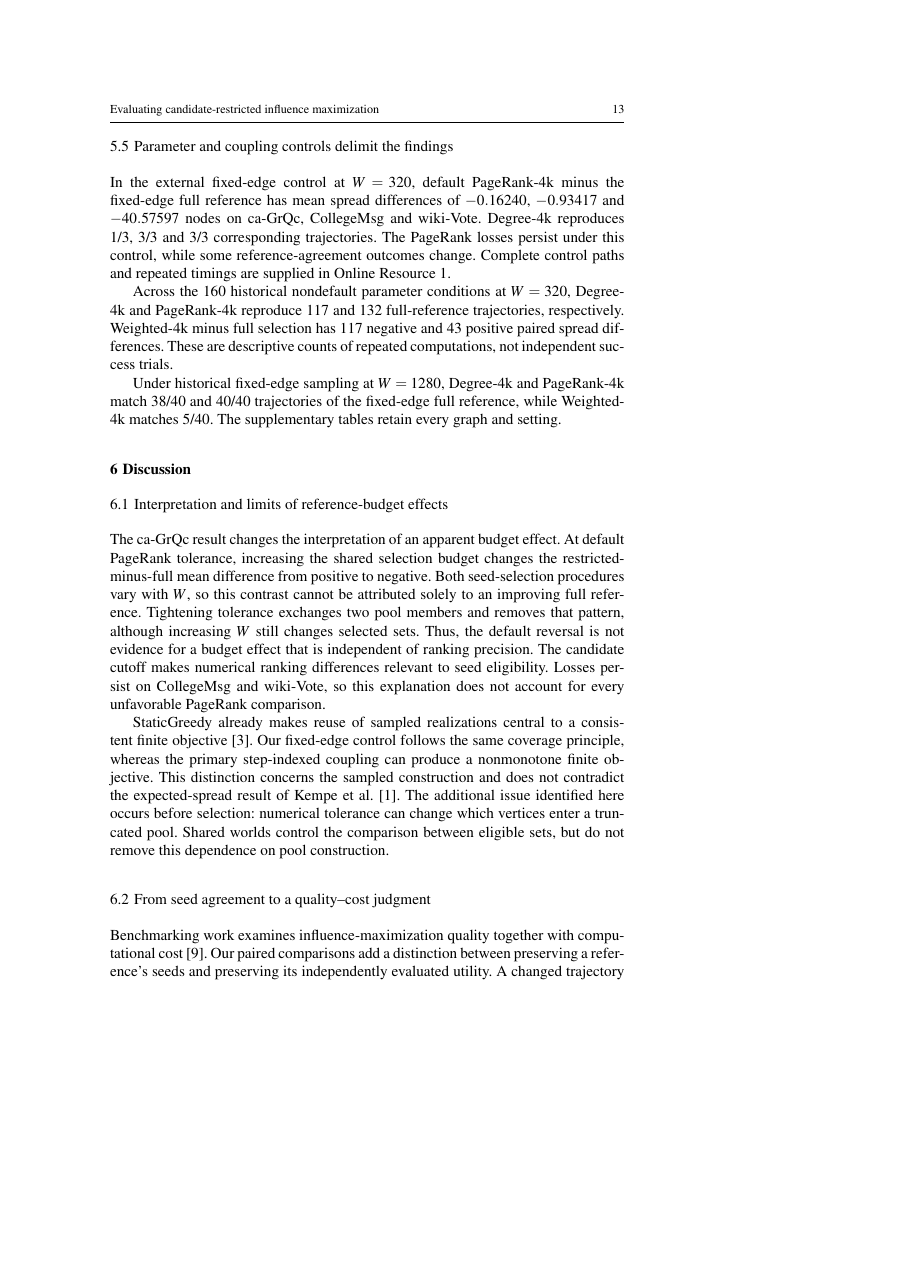 Evaluating candidate-restricted influence maximization 13
5.5 Parameter and coupling controls delimit the findings
In the external fixed-edge control at W = 320, default PageRank-4k minus the
fixed-edge full reference has mean spread differences of −0.16240, −0.93417 and
−40.57597 nodes on ca-GrQc, CollegeMsg and wiki-Vote. Degree-4k reproduces
1/3, 3/3 and 3/3 corresponding trajectories. The PageRank losses persist under this
control, while some reference-agreement outcomes change. Complete control paths
and repeated timings are supplied in Online Resource 1.
Across the 160 historical nondefault parameter conditions at W = 320, Degree-
4k and PageRank-4k reproduce 117 and 132 full-reference trajectories, respectively.
Weighted-4k minus full selection has 117 negative and 43 positive paired spread dif-
ferences. These are descriptive counts of repeated computations, not independent suc-
cess trials.
Under historical fixed-edge sampling at W = 1280, Degree-4k and PageRank-4k
match 38/40 and 40/40 trajectories of the fixed-edge full reference, while Weighted-
4k matches 5/40. The supplementary tables retain every graph and setting.
6 Discussion
6.1 Interpretation and limits of reference-budget effects
The ca-GrQc result changes the interpretation of an apparent budget effect. At default
PageRank tolerance, increasing the shared selection budget changes the restricted-
minus-full mean difference from positive to negative. Both seed-selection procedures
vary with W, so this contrast cannot be attributed solely to an improving full refer-
ence. Tightening tolerance exchanges two pool members and removes that pattern,
although increasing W still changes selected sets. Thus, the default reversal is not
evidence for a budget effect that is independent of ranking precision. The candidate
cutoff makes numerical ranking differences relevant to seed eligibility. Losses per-
sist on CollegeMsg and wiki-Vote, so this explanation does not account for every
unfavorable PageRank comparison.
StaticGreedy already makes reuse of sampled realizations central to a consis-
tent finite objective [3]. Our fixed-edge control follows the same coverage principle,
whereas the primary step-indexed coupling can produce a nonmonotone finite ob-
jective. This distinction concerns the sampled construction and does not contradict
the expected-spread result of Kempe et al. [1]. The additional issue identified here
occurs before selection: numerical tolerance can change which vertices enter a trun-
cated pool. Shared worlds control the comparison between eligible sets, but do not
remove this dependence on pool construction.
6.2 From seed agreement to a quality–cost judgment
Benchmarking work examines influence-maximization quality together with compu-
tational cost [9]. Our paired comparisons add a distinction between preserving a refer-
ence's seeds and preserving its independently evaluated utility. A changed trajectory